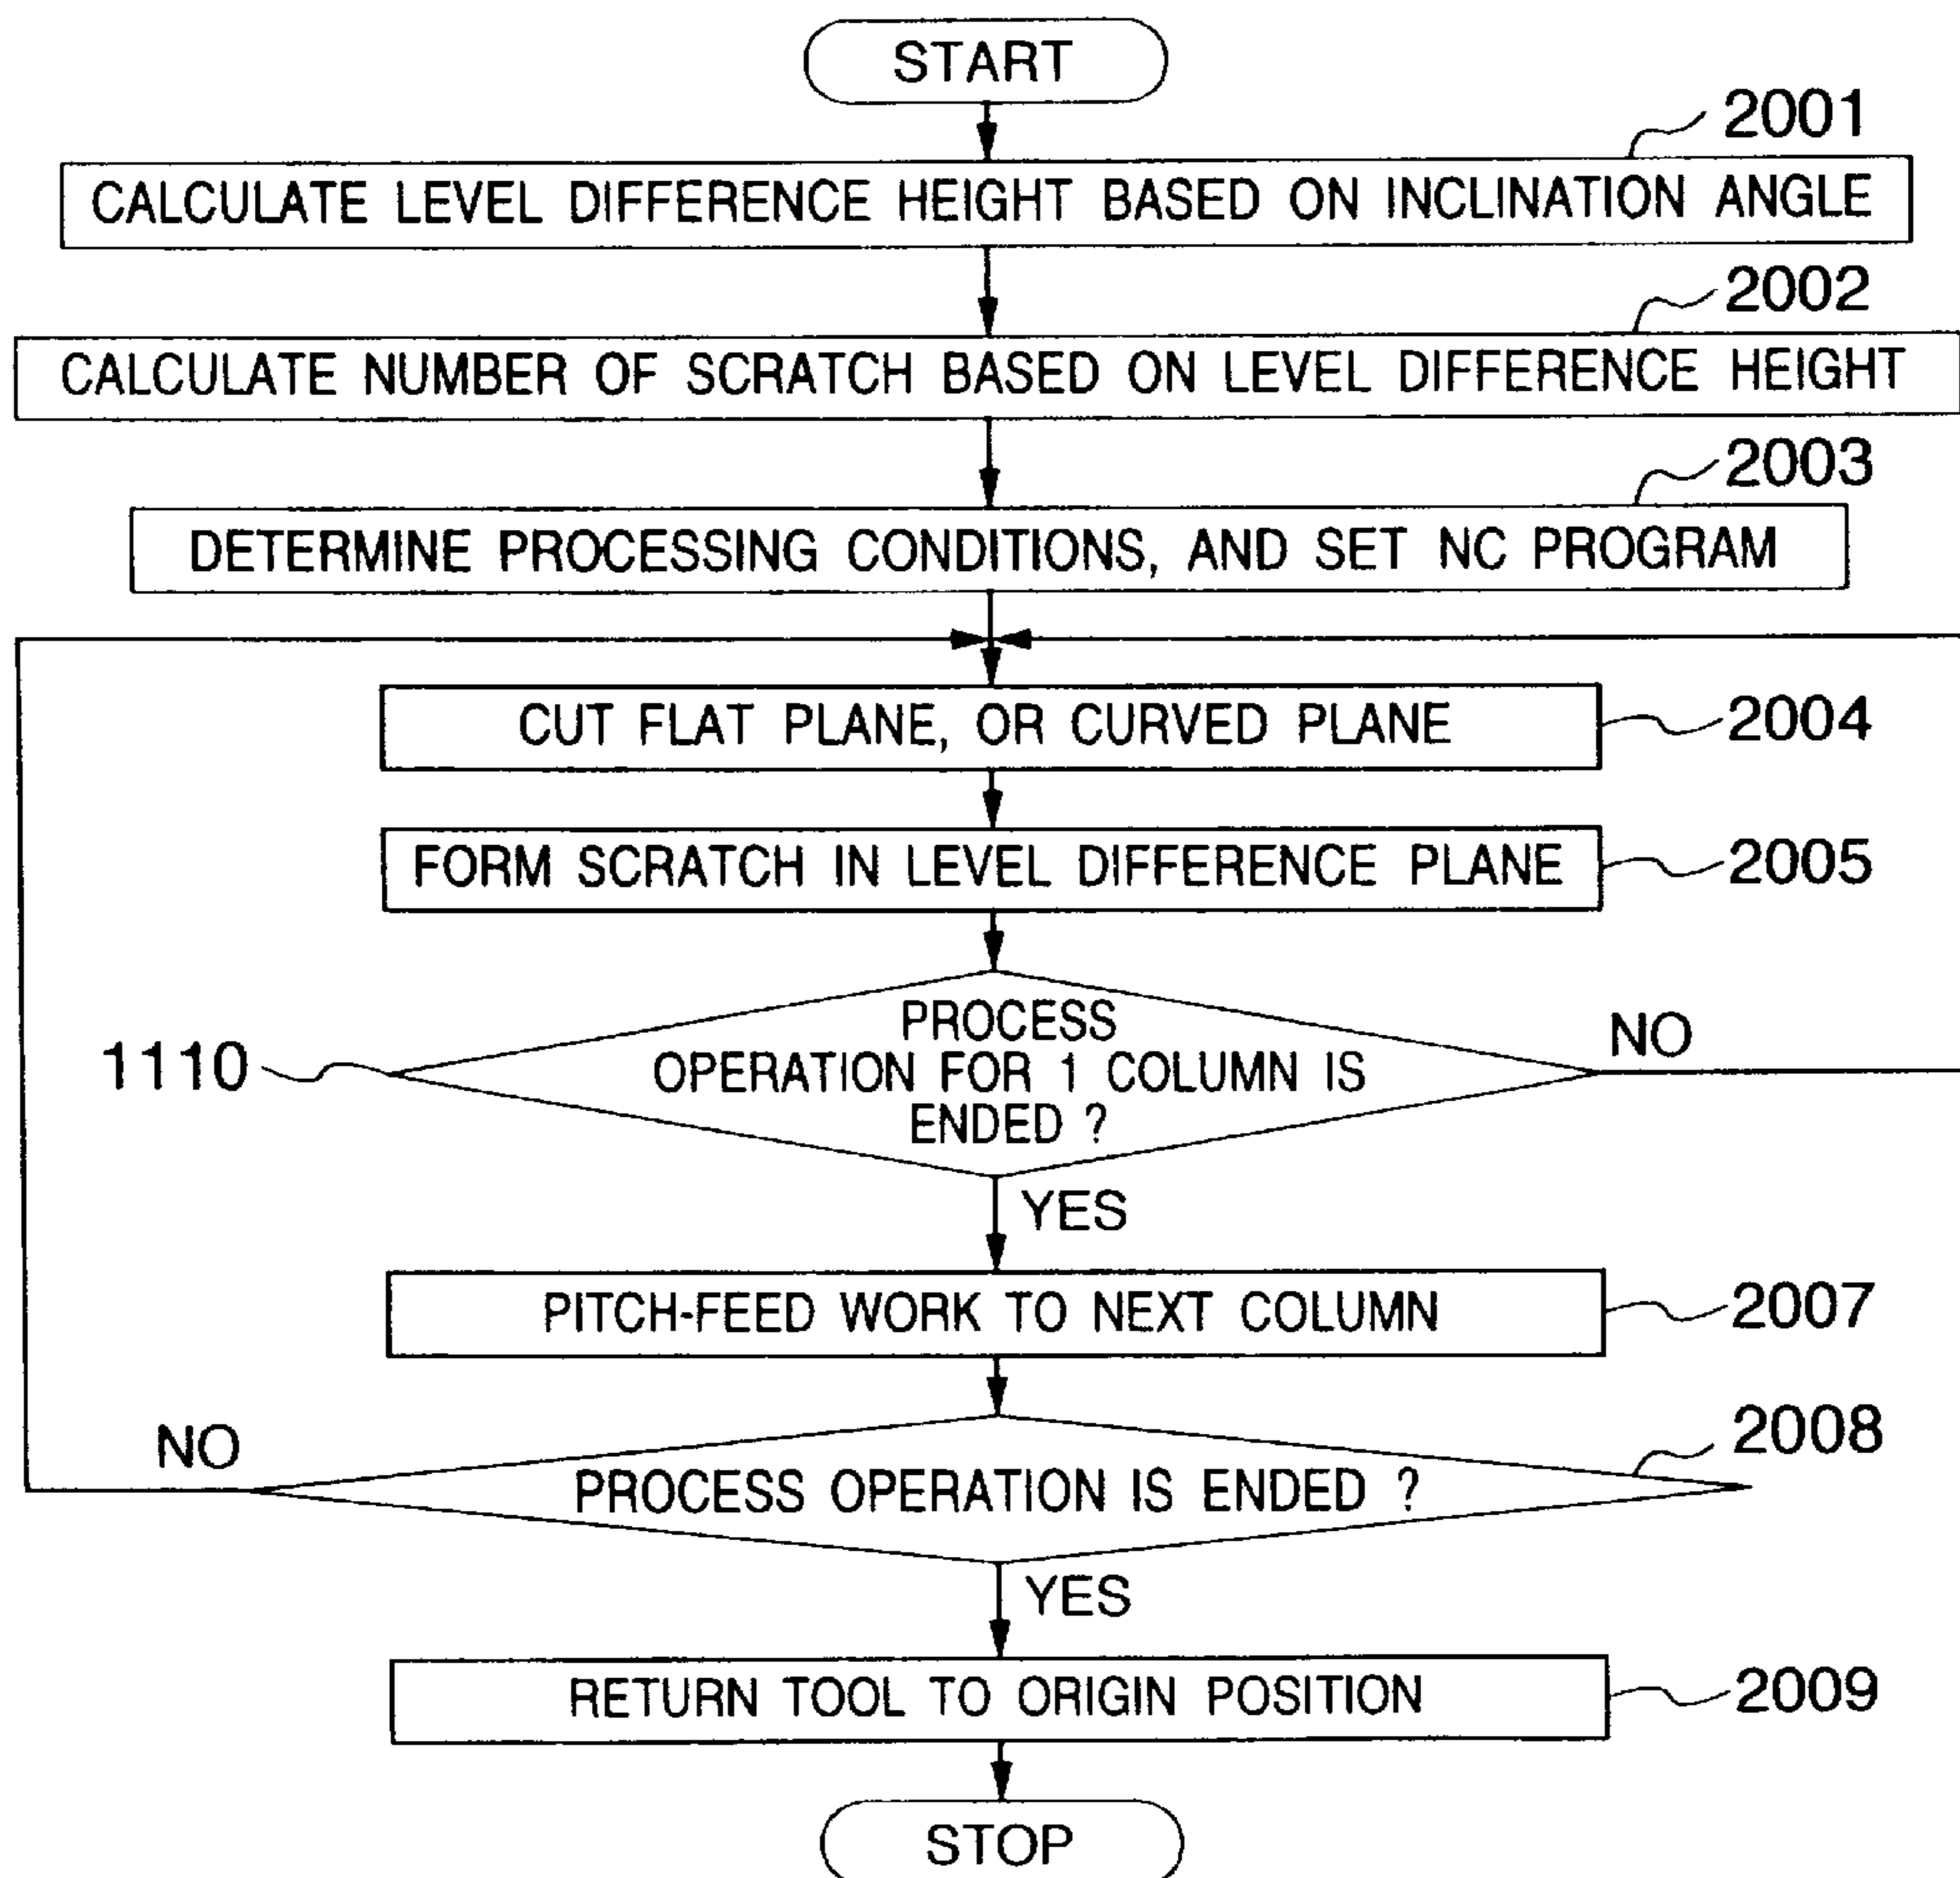 START
2001
CALCULATE LEVEL DIFFERENCE HEIGHT BASED ON INCLINATION ANGLE
2002
CALCULATE NUMBER OF SCRATCH BASED ON LEVEL DIFFERENCE HEIGHT
2003
DETERMINE PROCESSING CONDITIONS, AND SET NC PROGRAM
CUT FLAT PLANE, OR CURVED PLANE
2004
FORM SCRATCH IN LEVEL DIFFERENCE PLANE
2005
1110
PROCESS
OPERATION FOR 1 COLUMN IS
ENDED ?
NO
YES
PITCH-FEED WORK TO NEXT COLUMN
2007
NO
PROCESS OPERATION IS ENDED ?
2008
YES
RETURN TOOL TO ORIGIN POSITION
2009
STOP